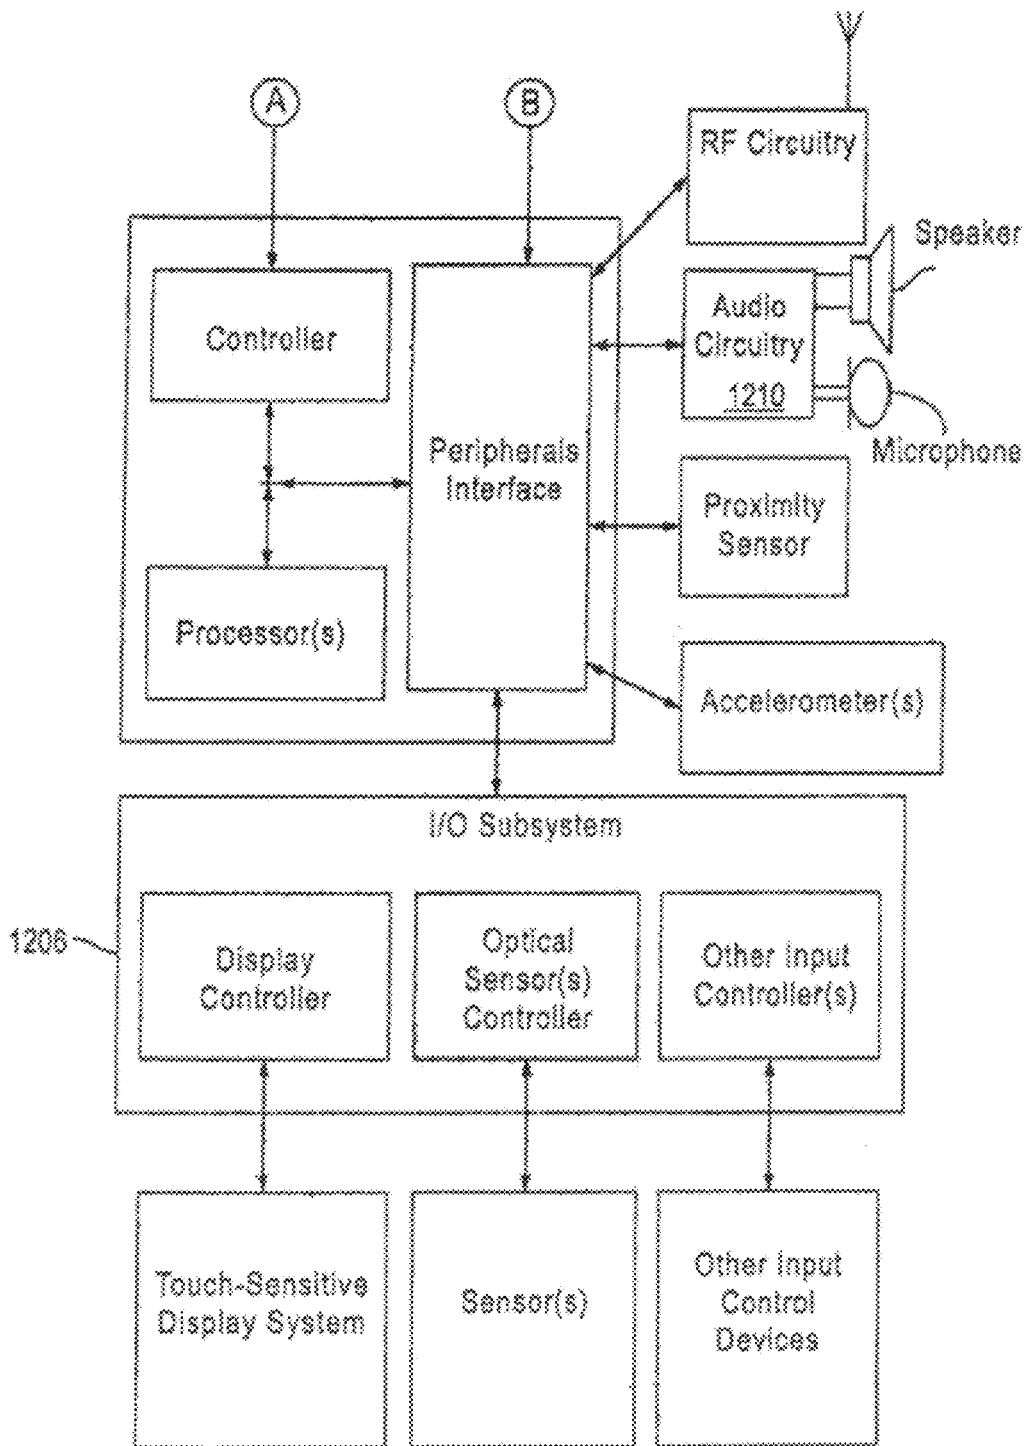 A
B
RF Circuitry
Speaker
Controller
Audio
Circuitry
1210
Microphone
Peripherals
Interface
Proximity
Sensor
Processor(s)
Accelerometer(s)
I/O Subsystem
1206
Display
Controller
Optical
Sensor(s)
Controller
Other Input
Controller(s)
Touch-Sensitive
Display System
Sensor(s)
Other Input
Control
Devices